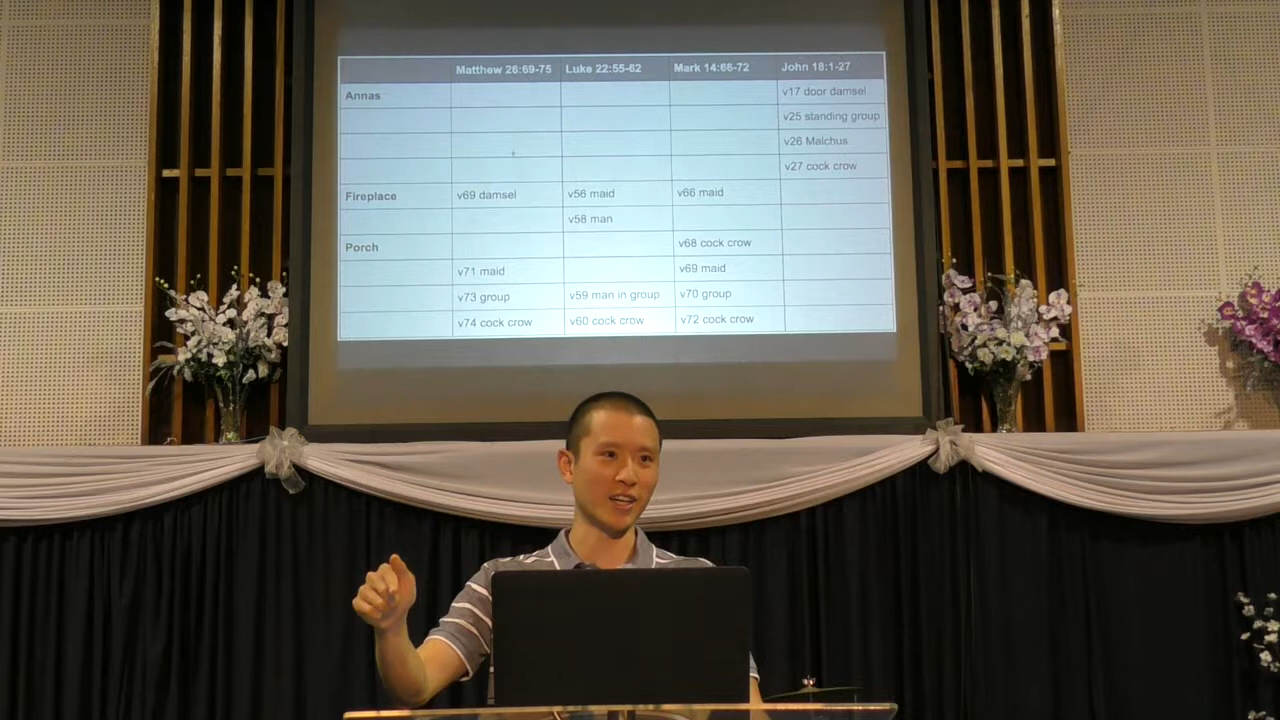 Matthew 26:69-75 Luke 22:55-62 Mark 14:66-72 John 18:1-27
Annas v17 door damsel
v25 standing group
v26 Malchus
v27 cock crow
Fireplace v69 damsel v56 maid v66 maid
v58 man
Porch v68 cock crow
v71 maid v69 maid
v73 group v59 man in group v70 group
v74 cock crow v60 cock crow v72 cock crow